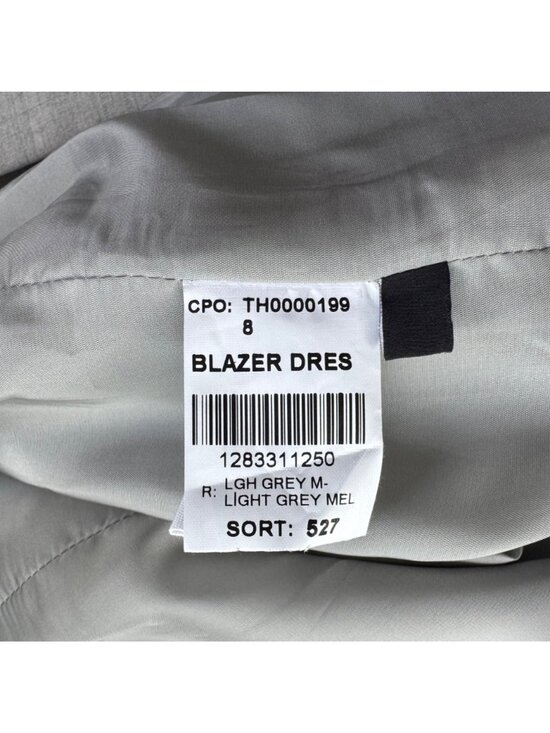 CPO: TH0000199
8
BLAZER DRES
1283311250
R: LGH GREY M-
LIGHT GREY MEL
SORT: 527